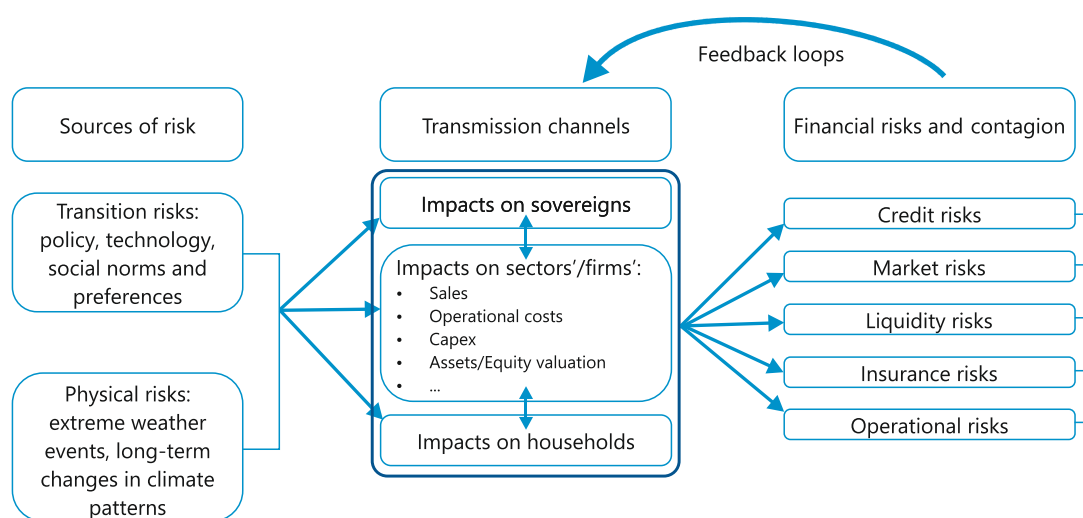 Feedback loops
Sources of risk
Transmission channels
Financial risks and contagion
Transition risks:
policy, technology,
social norms and
preferences
Physical risks:
extreme weather
events, long-term
changes in climate
patterns
Impacts on sovereigns
Impacts on sectors’/firms’:
• Sales
• Operational costs
• Capex
• Assets/Equity valuation
• ...
Impacts on households
Credit risks
Market risks
Liquidity risks
Insurance risks
Operational risks